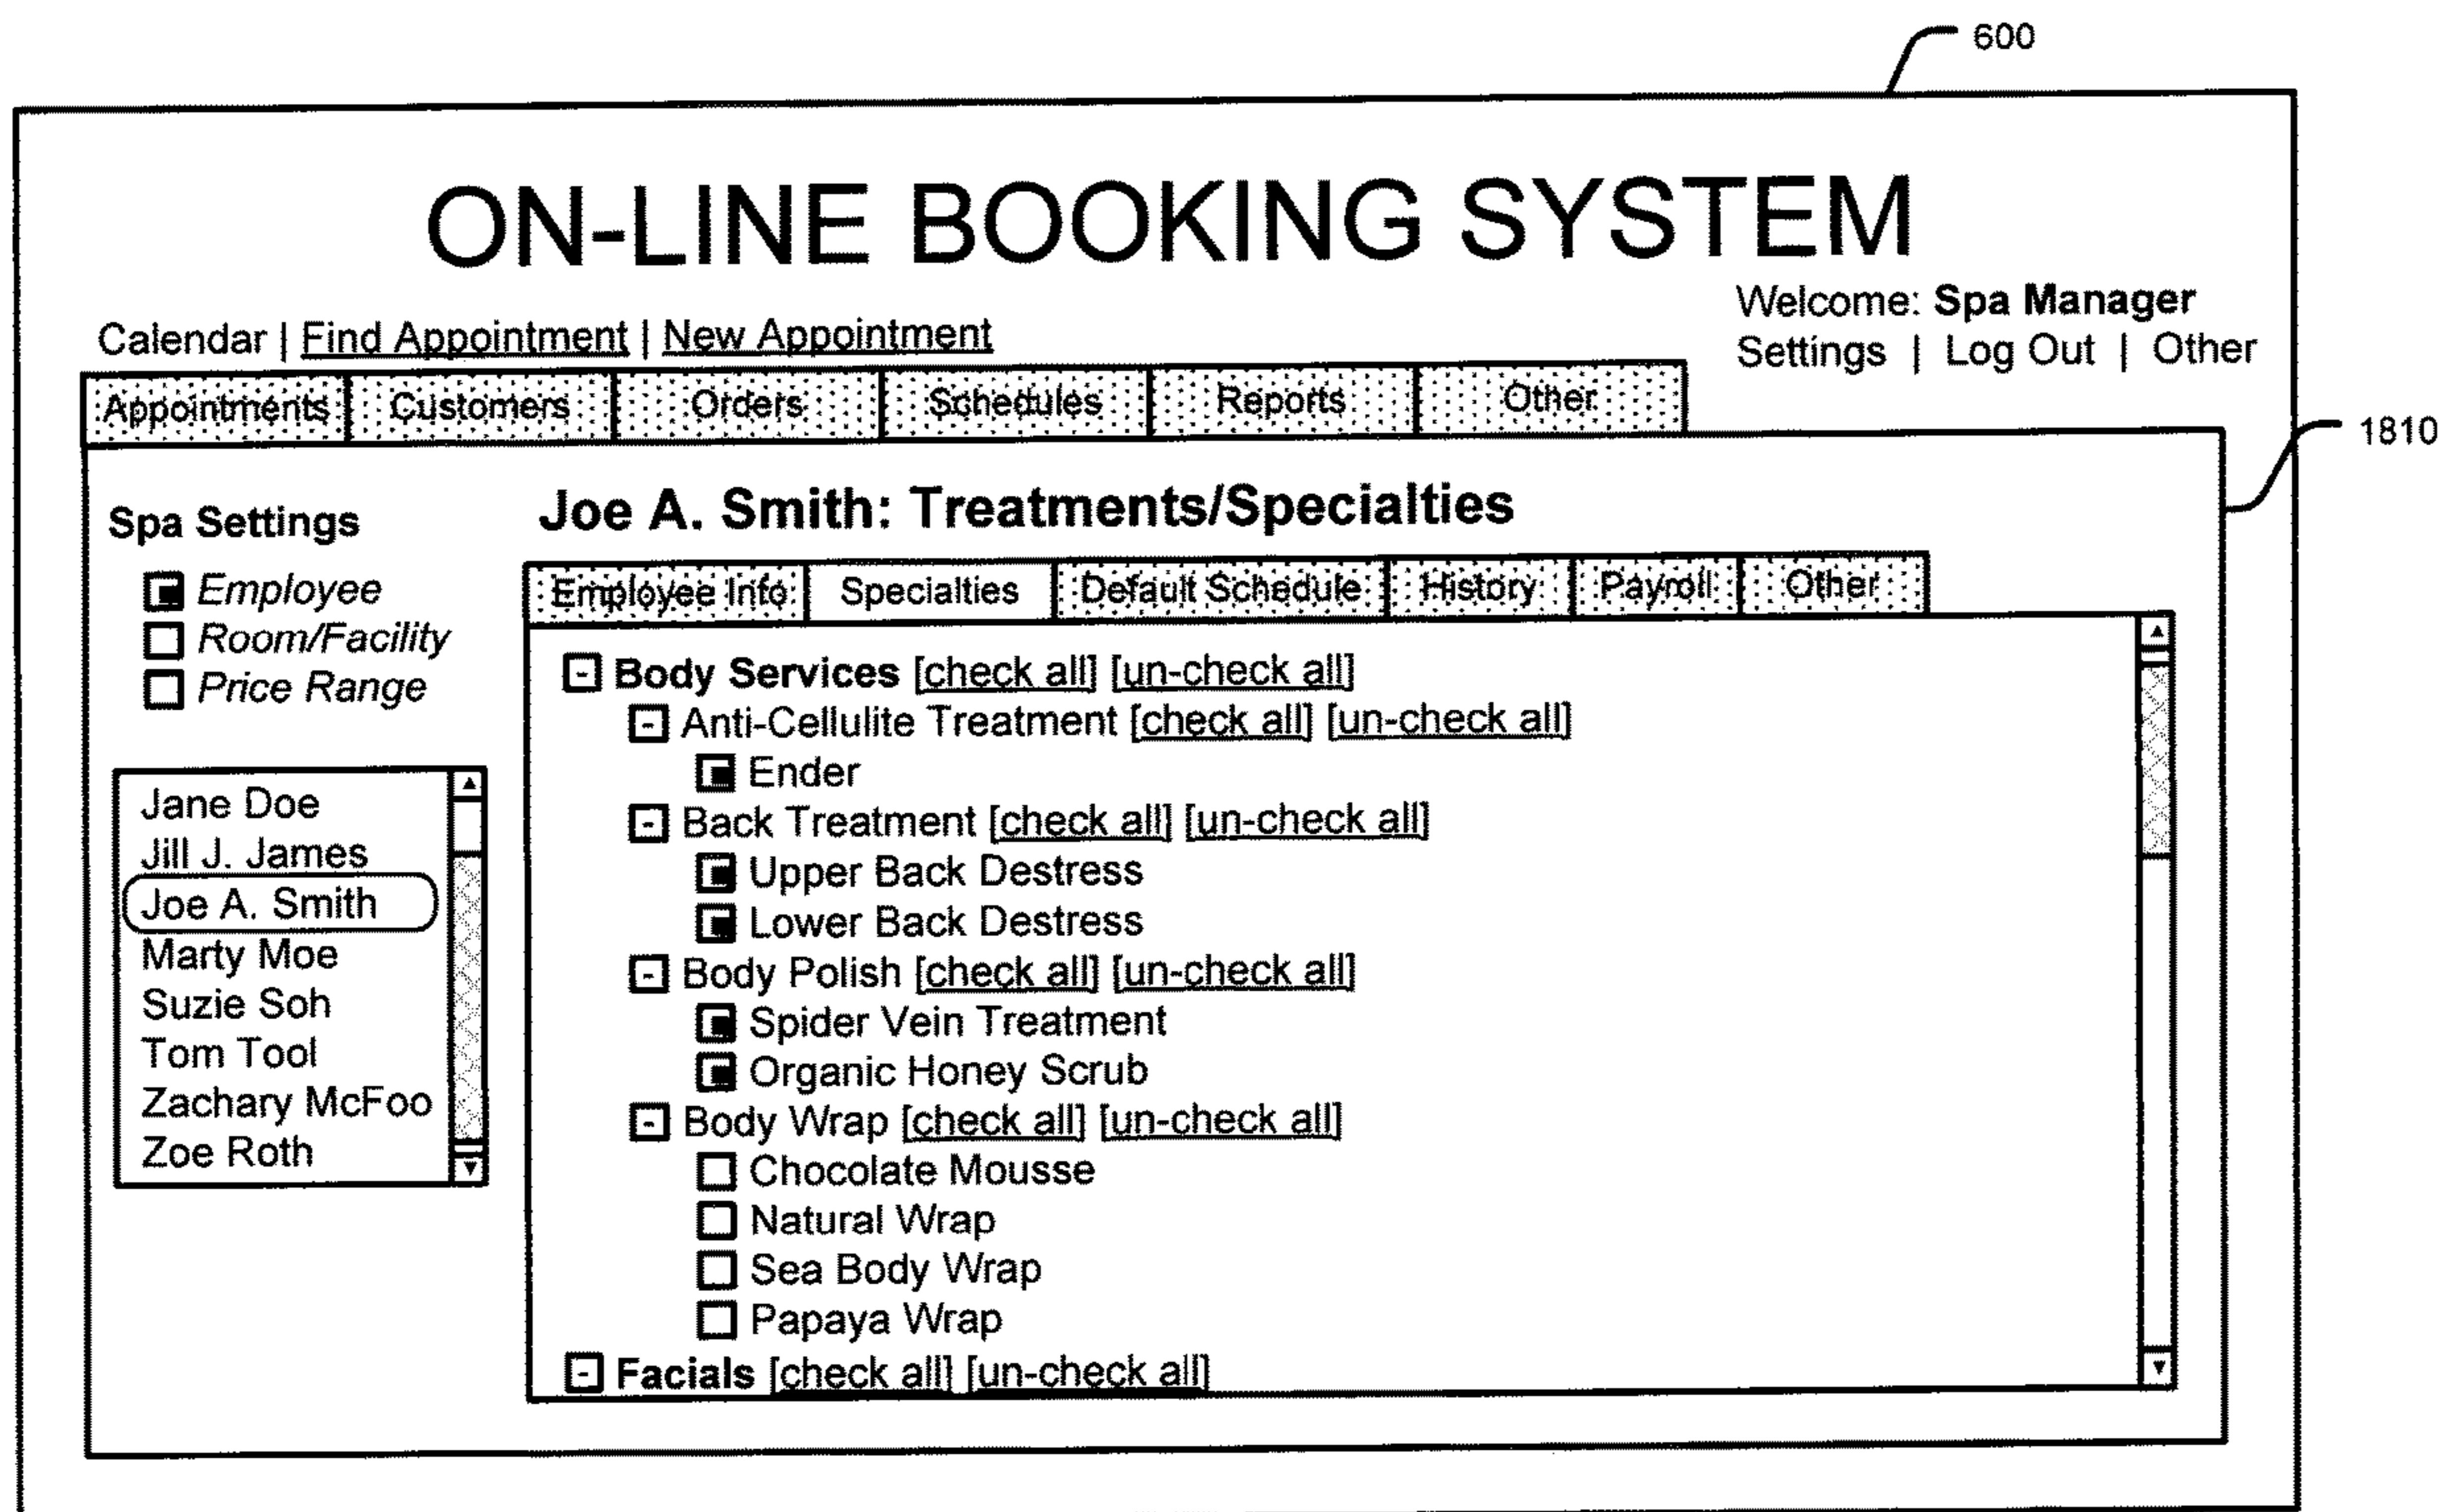 600
ON-LINE BOOKING SYSTEM
Welcome: Spa Manager
Calendar | Find Appointment | New Appointment
Settings | Log Out | Other
Appointments Customers Orders Schedules Reports Other
1810
Spa Settings
Employee
Room/Facility
Price Range
Jane Doe
Jill J. James
Joe A. Smith
Marty Moe
Suzie Soh
Tom Tool
Zachary McFoo
Zoe Roth
Joe A. Smith: Treatments/Specialties
Employee Info Specialties Default Schedule History Payroll Other
- Body Services [check all] [un-check all]
- Anti-Cellulite Treatment [check all] [un-check all]
Ender
- Back Treatment [check all] [un-check all]
Upper Back Destress
Lower Back Destress
- Body Polish [check all] [un-check all]
Spider Vein Treatment
Organic Honey Scrub
- Body Wrap [check all] [un-check all]
Chocolate Mousse
Natural Wrap
Sea Body Wrap
Papaya Wrap
- Facials [check all] [un-check all]